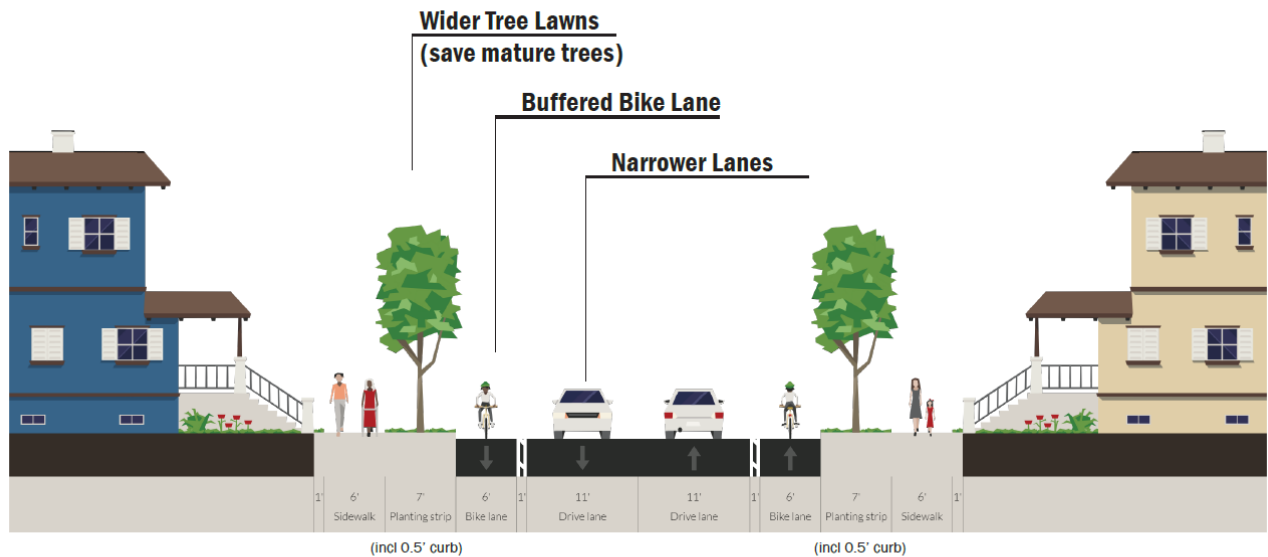 Wider Tree Lawns
(save mature trees)
Buffered Bike Lane
Narrower Lanes
1' 6' 7' 6' 1' 11' 11' 1' 6' 7' 6' 1'
Sidewalk Planting strip Bike lane Drive lane Drive lane Bike lane Planting strip Sidewalk
(incl 0.5' curb) (incl 0.5' curb)